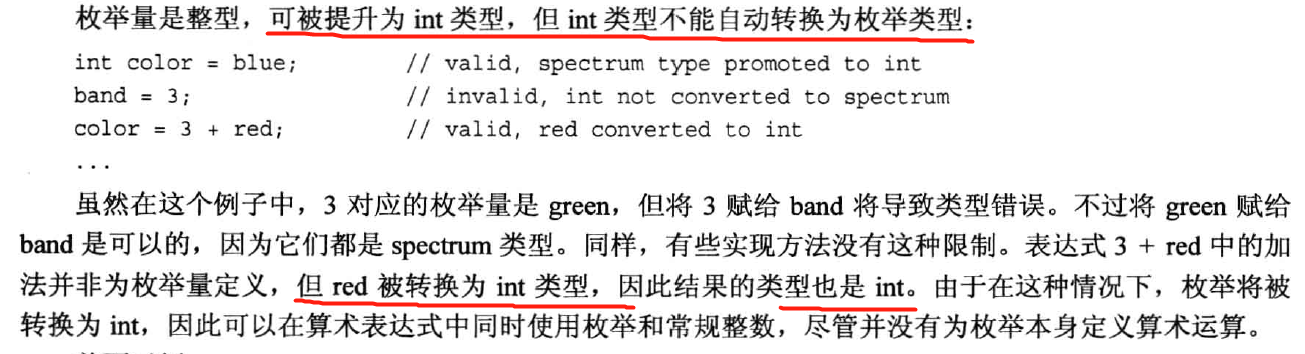 枚举量是整型，可被提升为 int 类型，但 int 类型不能自动转换为枚举类型：
int color = blue; // valid, spectrum type promoted to int
band = 3; // invalid, int not converted to spectrum
color = 3 + red; // valid, red converted to int
...
虽然在这个例子中，3 对应的枚举量是 green，但将 3 赋给 band 将导致类型错误。不过将 green 赋给
band 是可以的，因为它们都是 spectrum 类型。同样，有些实现方法没有这种限制。表达式 3 + red 中的加
法并非为枚举量定义，但 red 被转换为 int 类型，因此结果的类型也是 int。由于在这种情况下，枚举将被
转换为 int，因此可以在算术表达式中同时使用枚举和常规整数，尽管并没有为枚举本身定义算术运算。